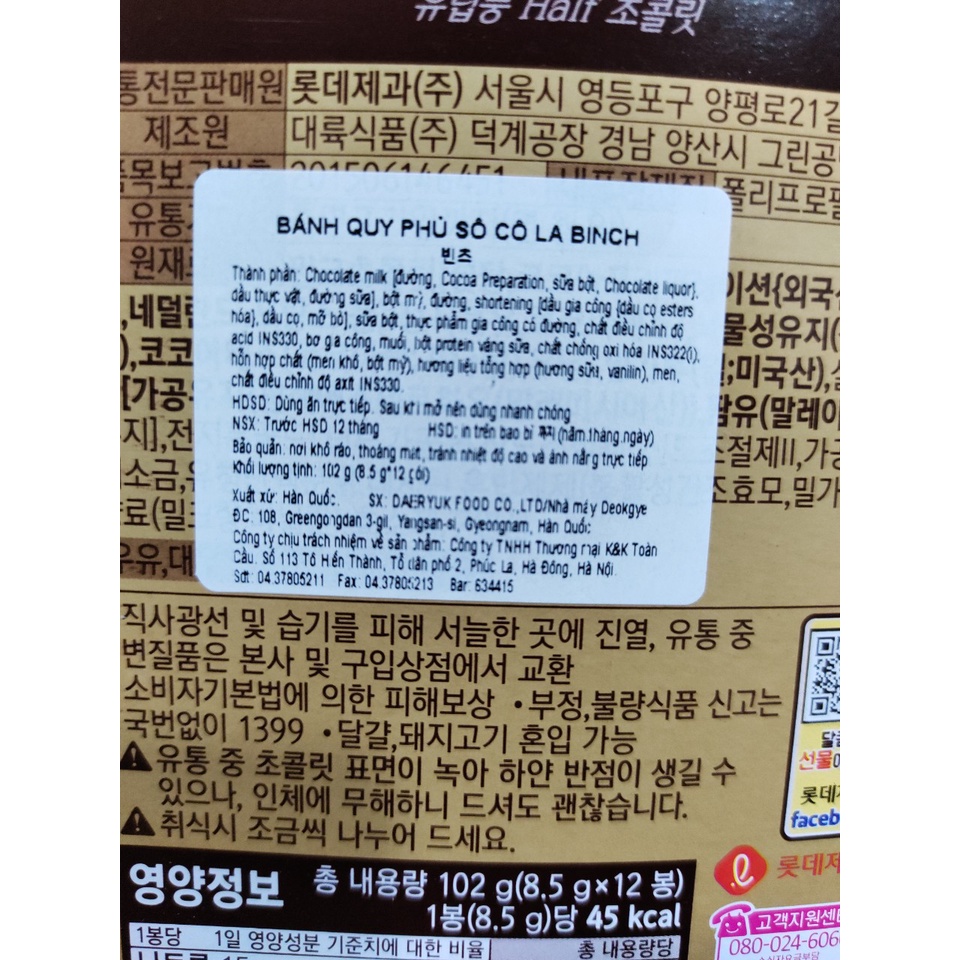 유럽풍 Half 초콜릿
통전문판매원 롯데제과(주) 서울시 영등포구 양평로21길
제조원 대륙식품(주) 덕계공장 경남 양산시 그린공
폴리프로필
유통
원재료
이션{외국
,네덜란
물성유지(
),코코
;미국산),
{가공
팜유(말레이
지],전
조절제II,가공
소금,
조효모,밀가
료(밀
우유,대
BÁNH QUY PHỦ SÔ CÔ LA BINCH
빈츠
Thành phần: Chocolate milk [đường, Cocoa Preparation, sữa bột, Chocolate liquor},
dầu thực vật, đường sữa], bột mỳ, đường, shortening [dầu gia công {dầu cọ esters
hóa}, dầu cọ, mỡ bò], sữa bột, thực phẩm gia công có đường, chất điều chỉnh độ
acid INS330, bơ gia công, muối, bột protein váng sữa, chất chống oxi hóa INS322(i),
hỗn hợp chất (men khô, bột mỳ), hương liệu tổng hợp (hương sữa, vanilin), men,
chất điều chỉnh độ axit INS330.
HDSD: Dùng ăn trực tiếp. Sau khi mở nên dùng nhanh chóng
NSX: Trước HSD 12 tháng HSD: in trên bao bì 까지 (năm.tháng.ngày)
Bảo quản: nơi khô ráo, thoáng mát, tránh nhiệt độ cao và ánh nắng trực tiếp
Khối lượng tịnh: 102 g (8.5 g*12 gói)
Xuất xứ: Hàn Quốc. SX: DAERYUK FOOD CO.,LTD/Nhà máy Deokgye
ĐC: 108, Greengongdan 3-gil, Yangsan-si, Gyeongnam, Hàn Quốc
Công ty chịu trách nhiệm về sản phẩm: Công ty TNHH Thương mại K&K Toàn
Cầu. Số 113 Tô Hiến Thành, Tổ dân phố 2, Phúc La, Hà Đông, Hà Nội.
Sđt: 04.37805211 Fax: 04.37805213 Bar: 634415
직사광선 및 습기를 피해 서늘한 곳에 진열, 유통 중
변질품은 본사 및 구입상점에서 교환
소비자기본법에 의한 피해보상 •부정,불량식품 신고는
국번없이 1399 •달걀,돼지고기 혼입 가능
유통 중 초콜릿 표면이 녹아 하얀 반점이 생길 수
있으나, 인체에 무해하니 드셔도 괜찮습니다.
취식시 조금씩 나누어 드세요.
선물
롯데
faceb
롯데제
영양정보 총 내용량 102 g(8.5 g×12 봉)
1봉(8.5 g)당 45 kcal
고객지원센
080-024-606
1봉당 1일 영양성분 기준치에 대한 비율 총 내용량당